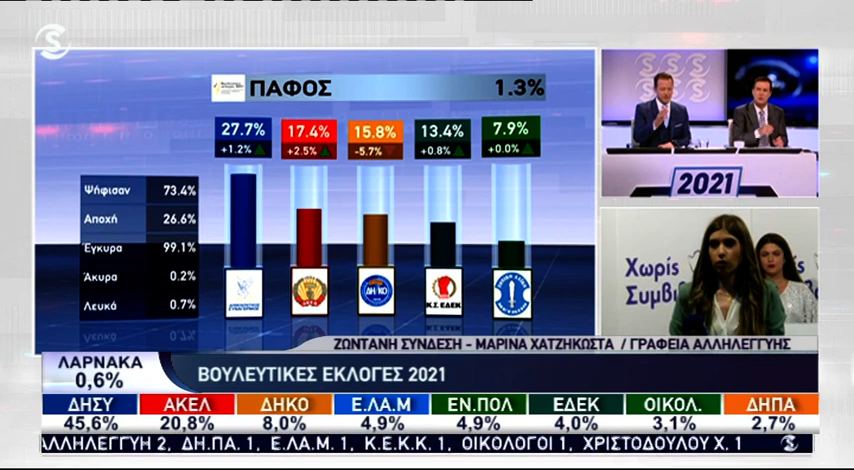 ΠΑΦΟΣ 1.3%
27.7% 17.4% 15.8% 13.4% 7.9%
+1.2% +2.5% -5.7% +0.8% +0.0%
Ψήφισαν 73.4%
Αποχή 26.6%
Έγκυρα 99.1%
Άκυρα 0.2%
Λευκά 0.7%
ΔΗΚΟ
Κ.Σ. ΕΔΕΚ
2021
Χωρίς
Συμβιβ
ΖΩΝΤΑΝΗ ΣΥΝΔΕΣΗ - ΜΑΡΙΝΑ ΧΑΤΖΗΚΩΣΤΑ / ΓΡΑΦΕΙΑ ΑΛΛΗΛΕΓΓΥΗΣ
ΛΑΡΝΑΚΑ
0,6%
ΒΟΥΛΕΥΤΙΚΕΣ ΕΚΛΟΓΕΣ 2021
ΔΗΣΥ ΑΚΕΛ ΔΗΚΟ Ε.ΛΑ.Μ ΕΝ.ΠΟΛ ΕΔΕΚ ΟΙΚΟΛ. ΔΗΠΑ
45,6% 20,8% 8,0% 4,9% 4,9% 4,0% 3,1% 2,7%
ΑΛΛΗΛΕΓΓΥΗ 2, ΔΗ.ΠΑ. 1, Ε.ΛΑ.Μ. 1, Κ.Ε.Κ.Κ. 1, ΟΙΚΟΛΟΓΟΙ 1, ΧΡΙΣΤΟΔΟΥΛΟΥ Χ. 1